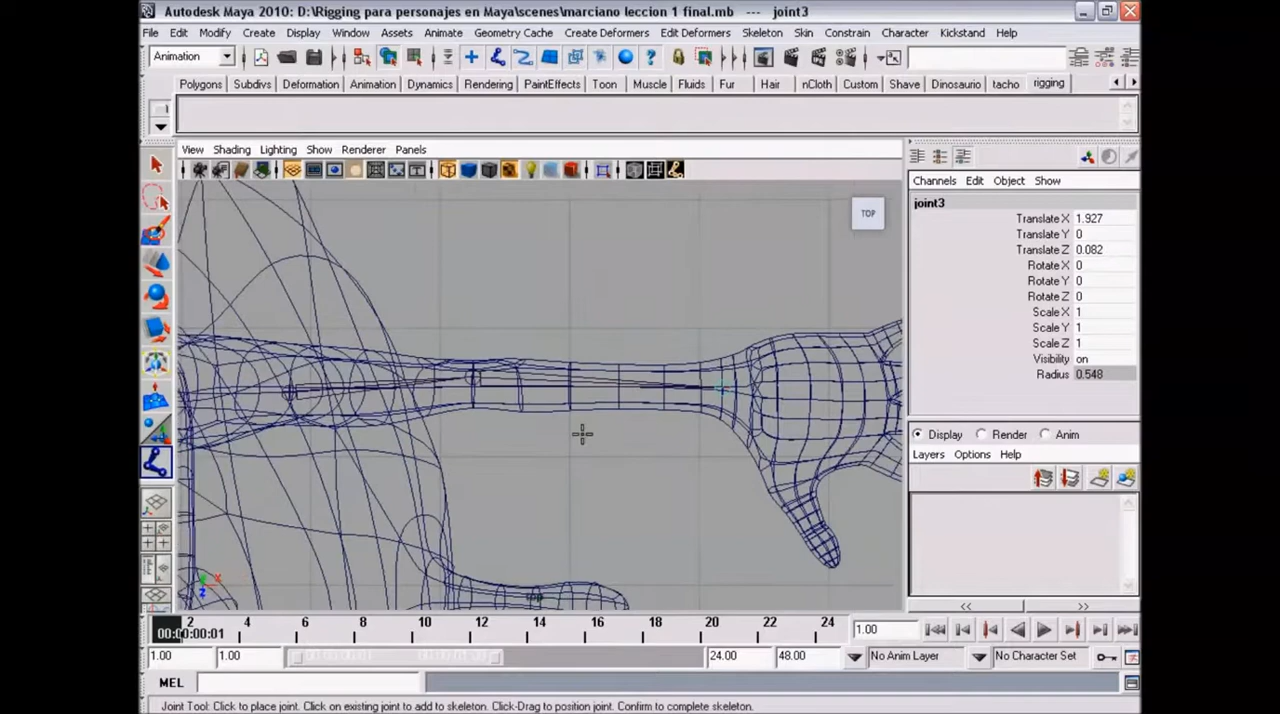 Autodesk Maya 2010: D:\Rigging para personajes en Maya\scenes\marciano leccion 1 final.mb --- joint3
File Edit Modify Create Display Window Assets Animate Geometry Cache Create Deformers Edit Deformers Skeleton Skin Constrain Character Kickstand Help
Animation
Polygons Subdivs Deformation Animation Dynamics Rendering PaintEffects Toon Muscle Fluids Fur Hair nCloth Custom Shave Dinosaurio tacho rigging
View Shading Lighting Show Renderer Panels
Channels Edit Object Show
joint3
TOP
Translate X 1.927
Translate Y 0
Translate Z 0.082
Rotate X 0
Rotate Y 0
Rotate Z 0
Scale X 1
Scale Y 1
Scale Z 1
Visibility on
Radius 0.548
Display Render Anim
Layers Options Help
top
2 4 6 8 10 12 14 16 18 20 22 24
00:00:00:01
1.00
1.00 1.00 24.00 48.00 No Anim Layer No Character Set
MEL
Joint Tool: Click to place joint. Click on existing joint to add to skeleton. Click-Drag to position joint. Confirm to complete skeleton.